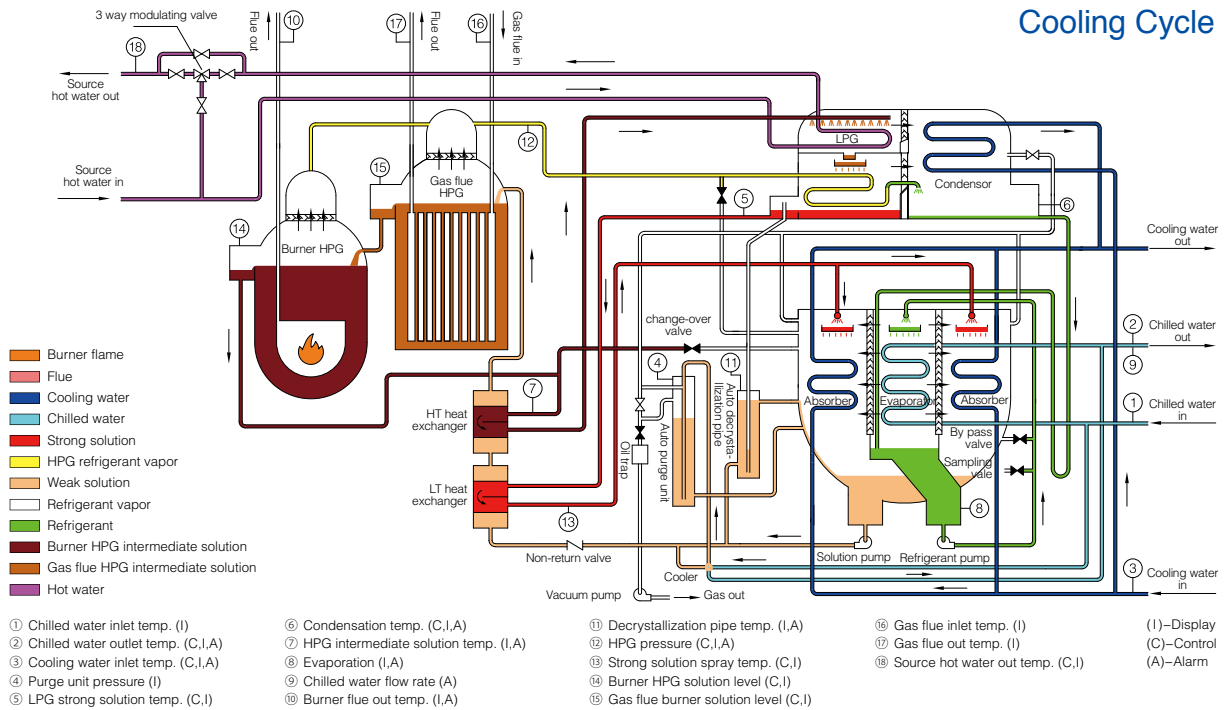 Cooling Cycle
3 way modulating valve
10
Flue out
17
Flue out
16
Gas flue in
18
Source
hot water out
Source
hot water in
12
15
Gas flue
HPG
14
Burner HPG
LPG
Condensor
5
6
Cooling water
out
change-over
valve
2
Chilled water
out
9
1
Chilled water
in
4
11
Auto decrysta-
llization pipe
Auto purge unit
Oil trap
Absorber
Evaporator
Absorber
By pass
valve
Sampling
vale
7
HT heat
exchanger
LT heat
exchanger
13
8
Non-return valve
Solution pump
Refrigerant pump
Cooler
Vacuum pump
Gas out
3
Cooling water
in
Burner flame
Flue
Cooling water
Chilled water
Strong solution
HPG refrigerant vapor
Weak solution
Refrigerant vapor
Refrigerant
Burner HPG intermediate solution
Gas flue HPG intermediate solution
Hot water
① Chilled water inlet temp. (I)
② Chilled water outlet temp. (C,I,A)
③ Cooling water inlet temp. (C,I,A)
④ Purge unit pressure (I)
⑤ LPG strong solution temp. (C,I)
⑥ Condensation temp. (C,I,A)
⑦ HPG intermediate solution temp. (I,A)
⑧ Evaporation (I,A)
⑨ Chilled water flow rate (A)
⑩ Burner flue out temp. (I,A)
⑪ Decrystallization pipe temp. (I,A)
⑫ HPG pressure (C,I,A)
⑬ Strong solution spray temp. (C,I)
⑭ Burner HPG solution level (C,I)
⑮ Gas flue burner solution level (C,I)
⑯ Gas flue inlet temp. (I)
⑰ Gas flue out temp. (I)
⑱ Source hot water out temp. (C,I)
(I)–Display
(C)–Control
(A)–Alarm